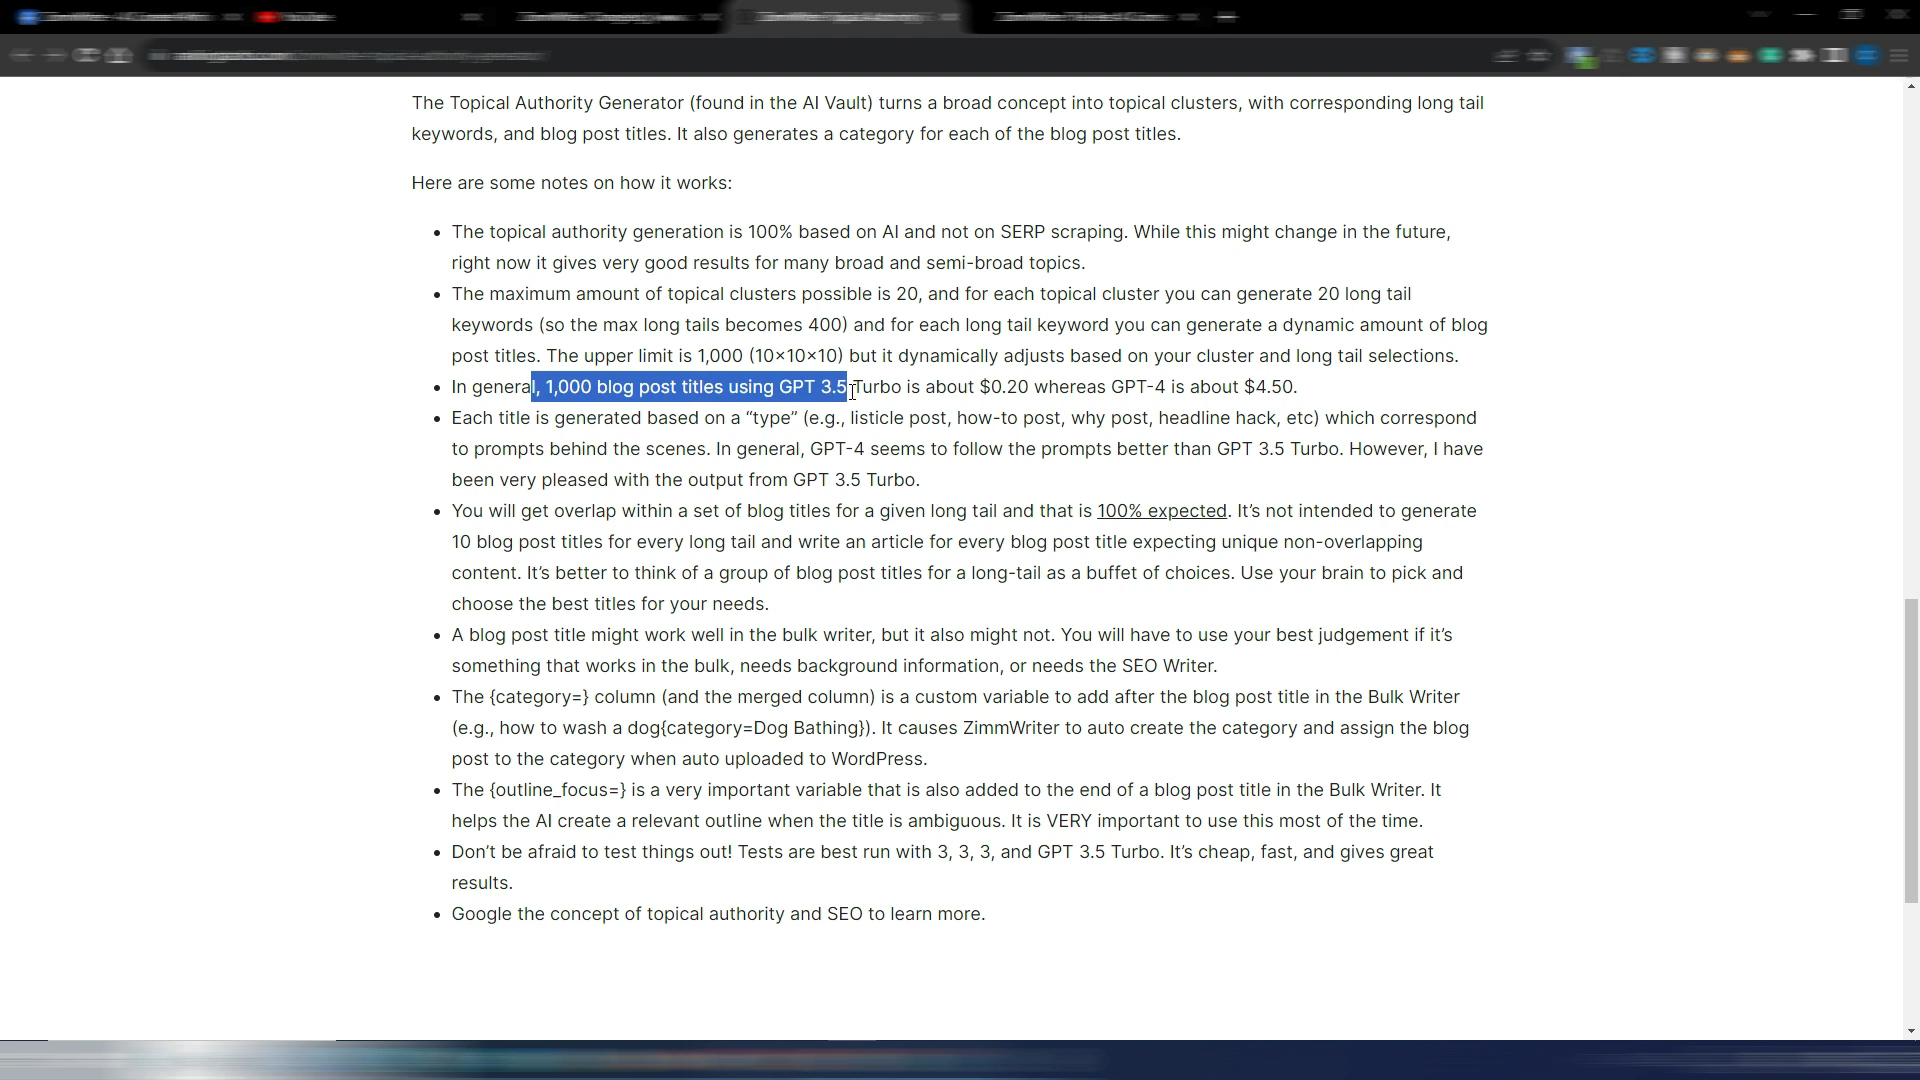 The Topical Authority Generator (found in the AI Vault) turns a broad concept into topical clusters, with corresponding long tail
keywords, and blog post titles. It also generates a category for each of the blog post titles.
Here are some notes on how it works:
• The topical authority generation is 100% based on AI and not on SERP scraping. While this might change in the future,
right now it gives very good results for many broad and semi-broad topics.
• The maximum amount of topical clusters possible is 20, and for each topical cluster you can generate 20 long tail
keywords (so the max long tails becomes 400) and for each long tail keyword you can generate a dynamic amount of blog
post titles. The upper limit is 1,000 (10×10×10) but it dynamically adjusts based on your cluster and long tail selections.
• In general, 1,000 blog post titles using GPT 3.5 Turbo is about $0.20 whereas GPT-4 is about $4.50.
• Each title is generated based on a “type” (e.g., listicle post, how-to post, why post, headline hack, etc) which correspond
to prompts behind the scenes. In general, GPT-4 seems to follow the prompts better than GPT 3.5 Turbo. However, I have
been very pleased with the output from GPT 3.5 Turbo.
• You will get overlap within a set of blog titles for a given long tail and that is 100% expected. It’s not intended to generate
10 blog post titles for every long tail and write an article for every blog post title expecting unique non-overlapping
content. It’s better to think of a group of blog post titles for a long-tail as a buffet of choices. Use your brain to pick and
choose the best titles for your needs.
• A blog post title might work well in the bulk writer, but it also might not. You will have to use your best judgement if it’s
something that works in the bulk, needs background information, or needs the SEO Writer.
• The {category=} column (and the merged column) is a custom variable to add after the blog post title in the Bulk Writer
(e.g., how to wash a dog{category=Dog Bathing}). It causes ZimmWriter to auto create the category and assign the blog
post to the category when auto uploaded to WordPress.
• The {outline_focus=} is a very important variable that is also added to the end of a blog post title in the Bulk Writer. It
helps the AI create a relevant outline when the title is ambiguous. It is VERY important to use this most of the time.
• Don’t be afraid to test things out! Tests are best run with 3, 3, 3, and GPT 3.5 Turbo. It’s cheap, fast, and gives great
results.
• Google the concept of topical authority and SEO to learn more.